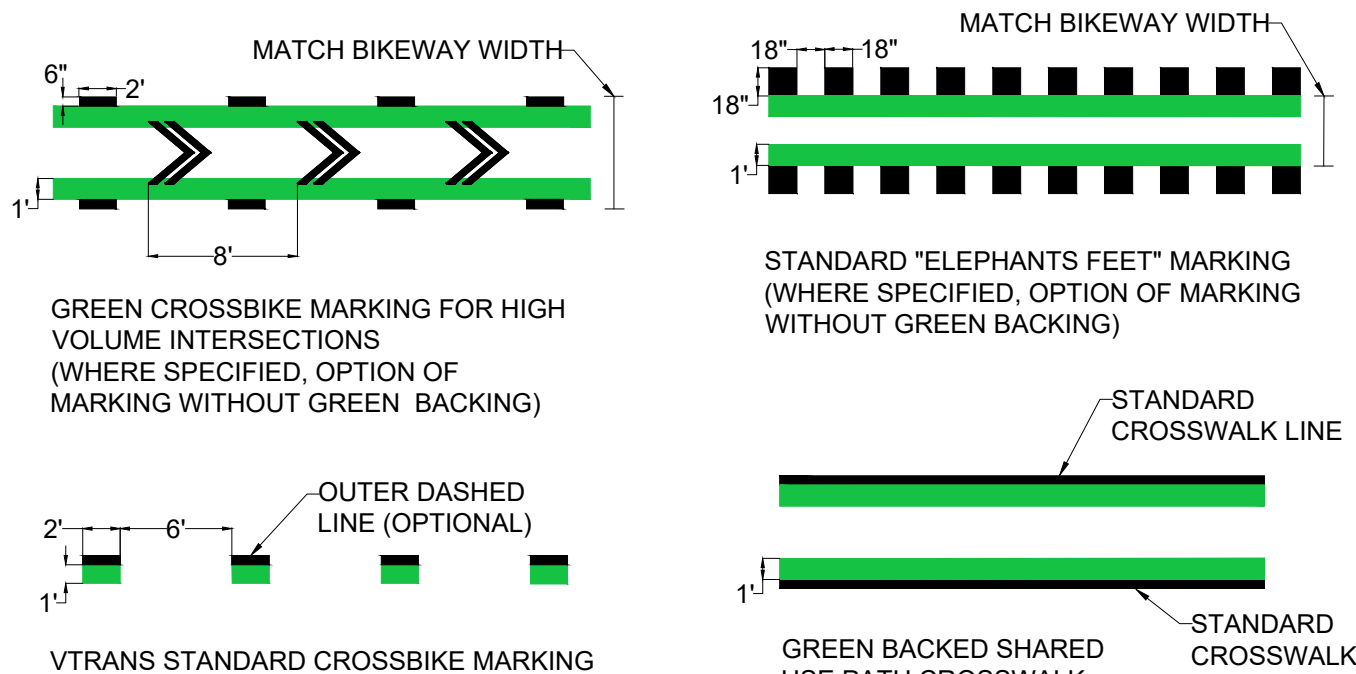 MATCH BIKEWAY WIDTH
6"
2'
1'
8'
GREEN CROSSBIKE MARKING FOR HIGH
VOLUME INTERSECTIONS
(WHERE SPECIFIED, OPTION OF
MARKING WITHOUT GREEN BACKING)
MATCH BIKEWAY WIDTH
18"
18"
18"
1'
STANDARD "ELEPHANTS FEET" MARKING
(WHERE SPECIFIED, OPTION OF MARKING
WITHOUT GREEN BACKING)
OUTER DASHED
LINE (OPTIONAL)
2'
6'
1'
VTRANS STANDARD CROSSBIKE MARKING
STANDARD
CROSSWALK LINE
1'
STANDARD
CROSSWALK
GREEN BACKED SHARED
USE PATH CROSSWALK